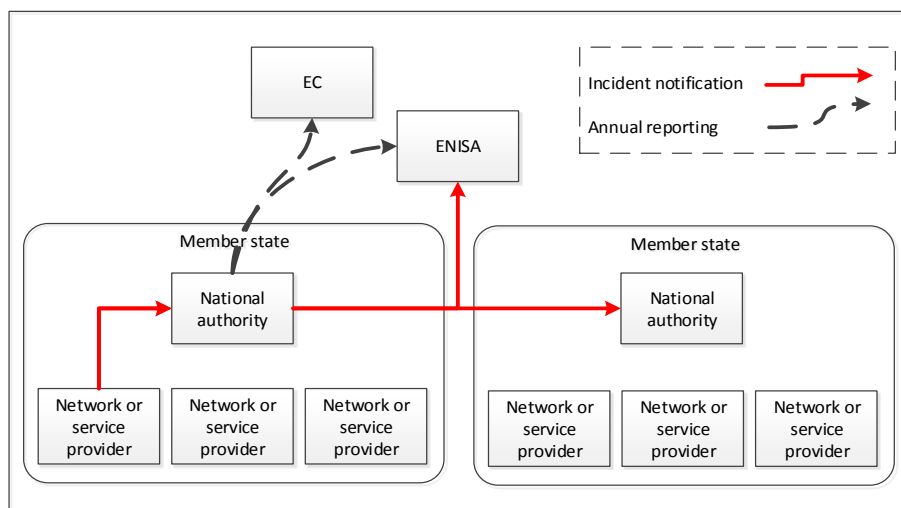 EC
Incident notification
Annual reporting
ENISA
Member state
National
authority
Network or
service
provider
Network or
service
provider
Network or
service
provider
Member state
National
authority
Network or
service
provider
Network or
service
provider
Network or
service
provider